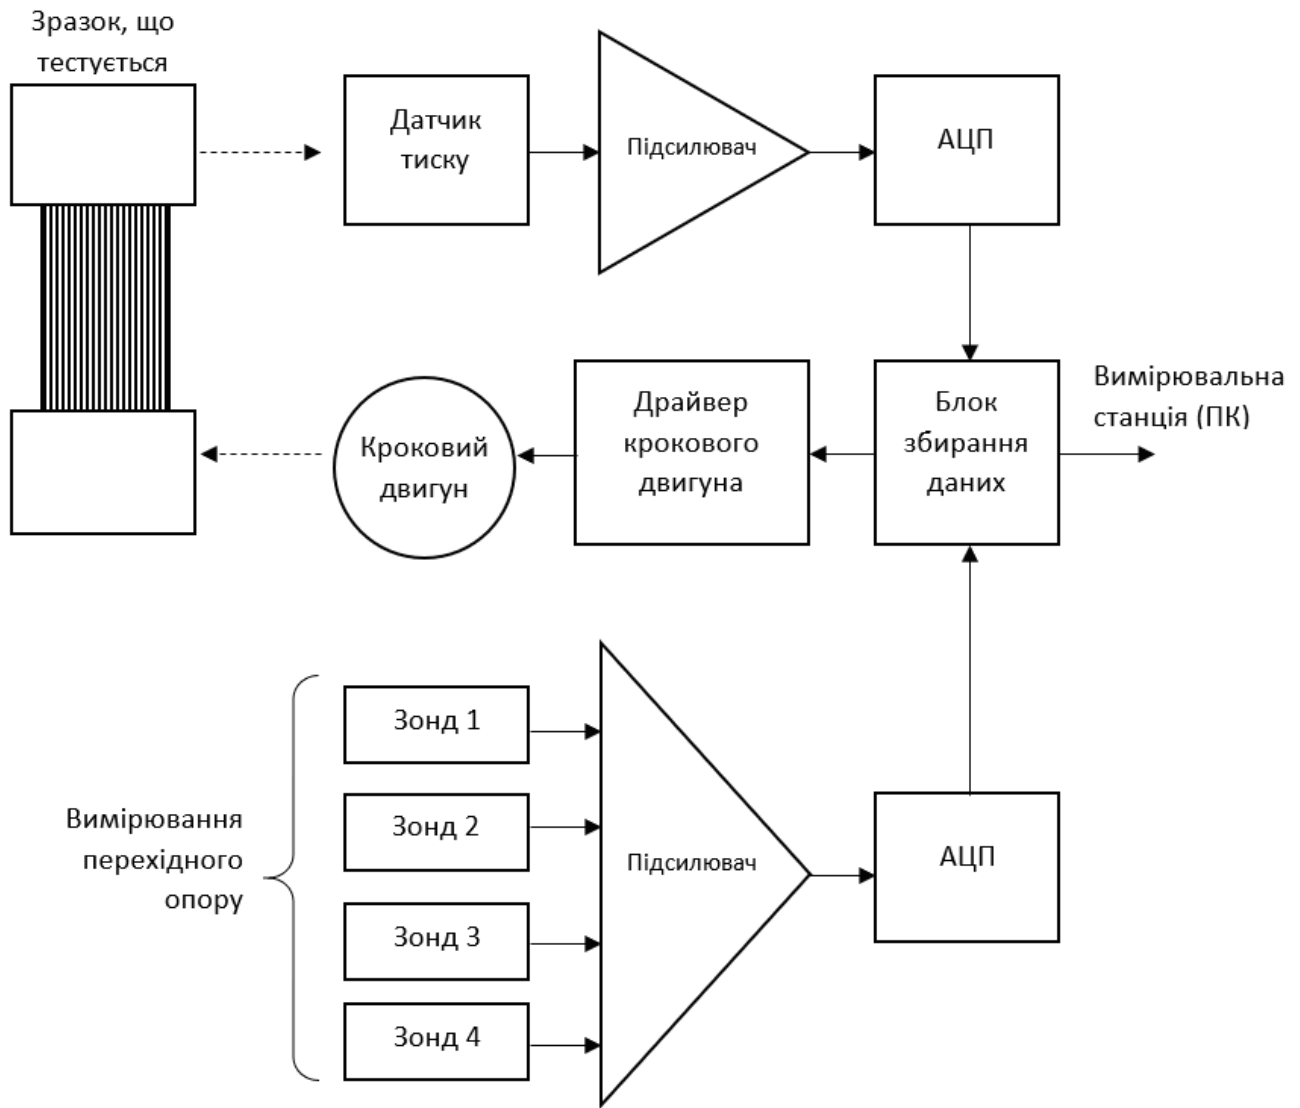 Зразок, що
тестується
Датчик
тиску
Підсилювач
АЦП
Кроковий
двигун
Драйвер
крокового
двигуна
Блок
збирання
даних
Вимірювальна
станція (ПК)
Вимірювання
перехідного
опору
Зонд 1
Зонд 2
Зонд 3
Зонд 4
Підсилювач
АЦП